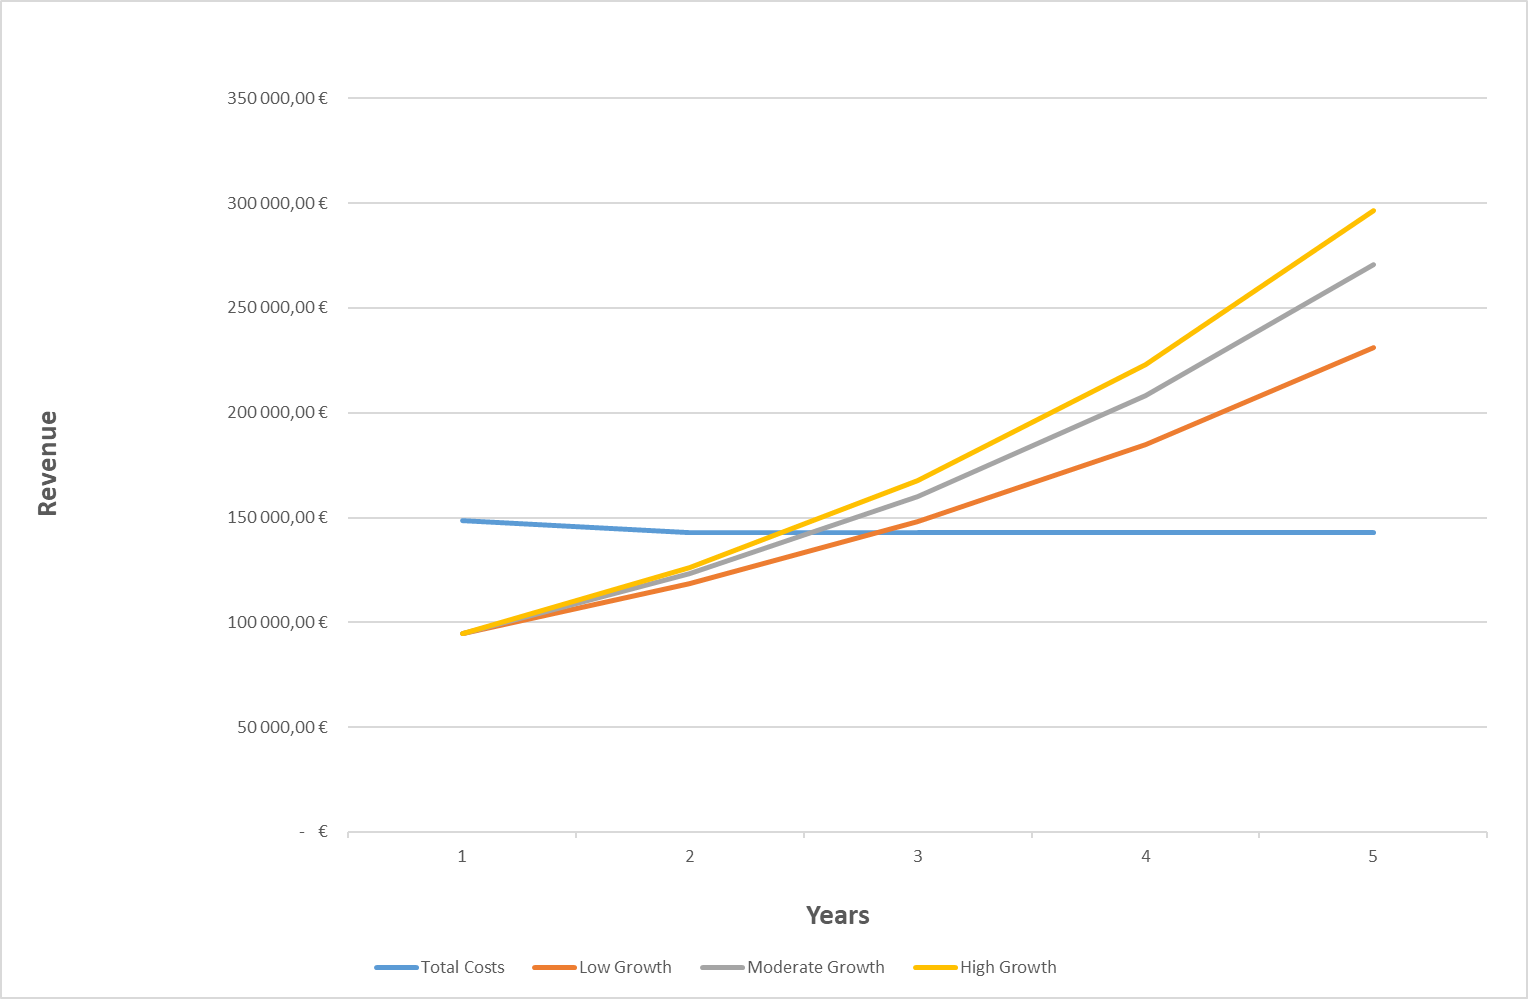 350 000,00 €
300 000,00 €
250 000,00 €
200 000,00 €
150 000,00 €
100 000,00 €
50 000,00 €
- €
Revenue
1 2 3 4 5
Years
Total Costs Low Growth Moderate Growth High Growth